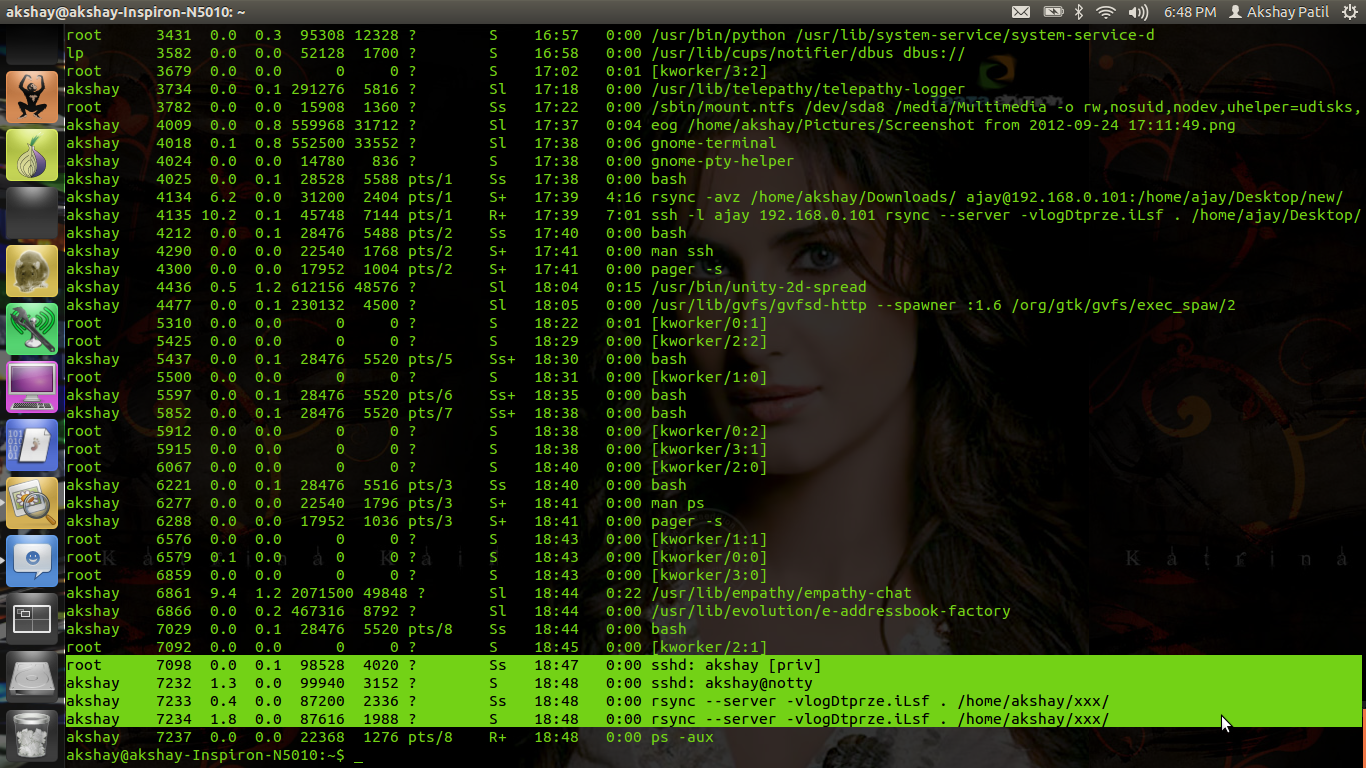 akshay@akshay-Inspiron-N5010: ~ 6:48 PM Akshay Patil
root 3431 0.0 0.3 95308 12328 ? S 16:57 0:00 /usr/bin/python /usr/lib/system-service/system-service-d
lp 3582 0.0 0.0 52128 1700 ? S 16:58 0:00 /usr/lib/cups/notifier/dbus dbus://
root 3679 0.0 0.0 0 0 ? S 17:02 0:01 [kworker/3:2]
akshay 3734 0.0 0.1 291276 5816 ? Sl 17:18 0:00 /usr/lib/telepathy/telepathy-logger
root 3782 0.0 0.0 15908 1360 ? Ss 17:22 0:00 /sbin/mount.ntfs /dev/sda8 /media/Mulltimedia -o rw,nosuid,nodev,uhelper=udisks,
akshay 4009 0.0 0.8 559968 31712 ? Sl 17:37 0:04 eog /home/akshay/Pictures/Screenshot from 2012-09-24 17:11:49.png
akshay 4018 0.1 0.8 552500 33552 ? Sl 17:38 0:06 gnome-terminal
akshay 4024 0.0 0.0 14780 836 ? S 17:38 0:00 gnome-pty-helper
akshay 4025 0.0 0.1 28528 5588 pts/1 Ss 17:38 0:00 bash
akshay 4134 6.2 0.0 31200 2404 pts/1 S+ 17:39 4:16 rsync -avz /home/akshay/Downloads/ ajay@192.168.0.101:/home/ajay/Desktop/new/
akshay 4135 10.2 0.1 45748 7144 pts/1 R+ 17:39 7:01 ssh -l ajay 192.168.0.101 rsync --server -vlogDtprze.iLsf . /home/ajay/Desktop/
akshay 4212 0.0 0.1 28476 5488 pts/2 Ss 17:40 0:00 bash
akshay 4290 0.0 0.0 22540 1768 pts/2 S+ 17:41 0:00 man ssh
akshay 4300 0.0 0.0 17952 1004 pts/2 S+ 17:41 0:00 pager -s
akshay 4436 0.5 1.2 612156 48576 ? Sl 18:04 0:15 /usr/bin/unity-2d-spread
akshay 4477 0.0 0.1 230132 4500 ? Sl 18:05 0:00 /usr/lib/gvfs/gvfsd-http --spawner :1.6 /org/gtk/gvfs/exec_spaw/2
root 5310 0.0 0.0 0 0 ? S 18:22 0:01 [kworker/0:1]
root 5425 0.0 0.0 0 0 ? S 18:29 0:00 [kworker/2:2]
akshay 5437 0.0 0.1 28476 5520 pts/5 Ss+ 18:30 0:00 bash
root 5500 0.0 0.0 0 0 ? S 18:31 0:00 [kworker/1:0]
akshay 5597 0.0 0.1 28476 5520 pts/6 Ss+ 18:35 0:00 bash
akshay 5852 0.0 0.1 28476 5520 pts/7 Ss+ 18:38 0:00 bash
root 5912 0.0 0.0 0 0 ? S 18:38 0:00 [kworker/0:2]
root 5915 0.0 0.0 0 0 ? S 18:38 0:00 [kworker/3:1]
root 6067 0.0 0.0 0 0 ? S 18:40 0:00 [kworker/2:0]
akshay 6221 0.0 0.1 28476 5516 pts/3 Ss 18:40 0:00 bash
akshay 6277 0.0 0.0 22540 1796 pts/3 S+ 18:41 0:00 man ps
akshay 6288 0.0 0.0 17952 1036 pts/3 S+ 18:41 0:00 pager -s
root 6576 0.0 0.0 0 0 ? S 18:43 0:00 [kworker/1:1]
root 6579 0.1 0.0 0 0 ? S 18:43 0:00 [kworker/0:0]
root 6859 0.0 0.0 0 0 ? S 18:43 0:00 [kworker/3:0]
akshay 6861 9.4 1.2 2071500 49848 ? Sl 18:44 0:22 /usr/lib/empathy/empathy-chat
akshay 6866 0.0 0.2 467316 8792 ? Sl 18:44 0:00 /usr/lib/evolution/e-addressbook-factory
akshay 7029 0.0 0.1 28476 5520 pts/8 Ss 18:44 0:00 bash
root 7092 0.0 0.0 0 0 ? S 18:45 0:00 [kworker/2:1]
root 7098 0.0 0.1 98528 4020 ? Ss 18:47 0:00 sshd: akshay [priv]
akshay 7232 1.3 0.0 99940 3152 ? S 18:48 0:00 sshd: akshay@notty
akshay 7233 0.4 0.0 87200 2336 ? Ss 18:48 0:00 rsync --server -vlogDtprze.iLsf . /home/akshay/xxx/
akshay 7234 1.8 0.0 87616 1988 ? S 18:48 0:00 rsync --server -vlogDtprze.iLsf . /home/akshay/xxx/
akshay 7237 0.0 0.0 22368 1276 pts/8 R+ 18:48 0:00 ps -aux
akshay@akshay-Inspiron-N5010:~$ _
Katrina